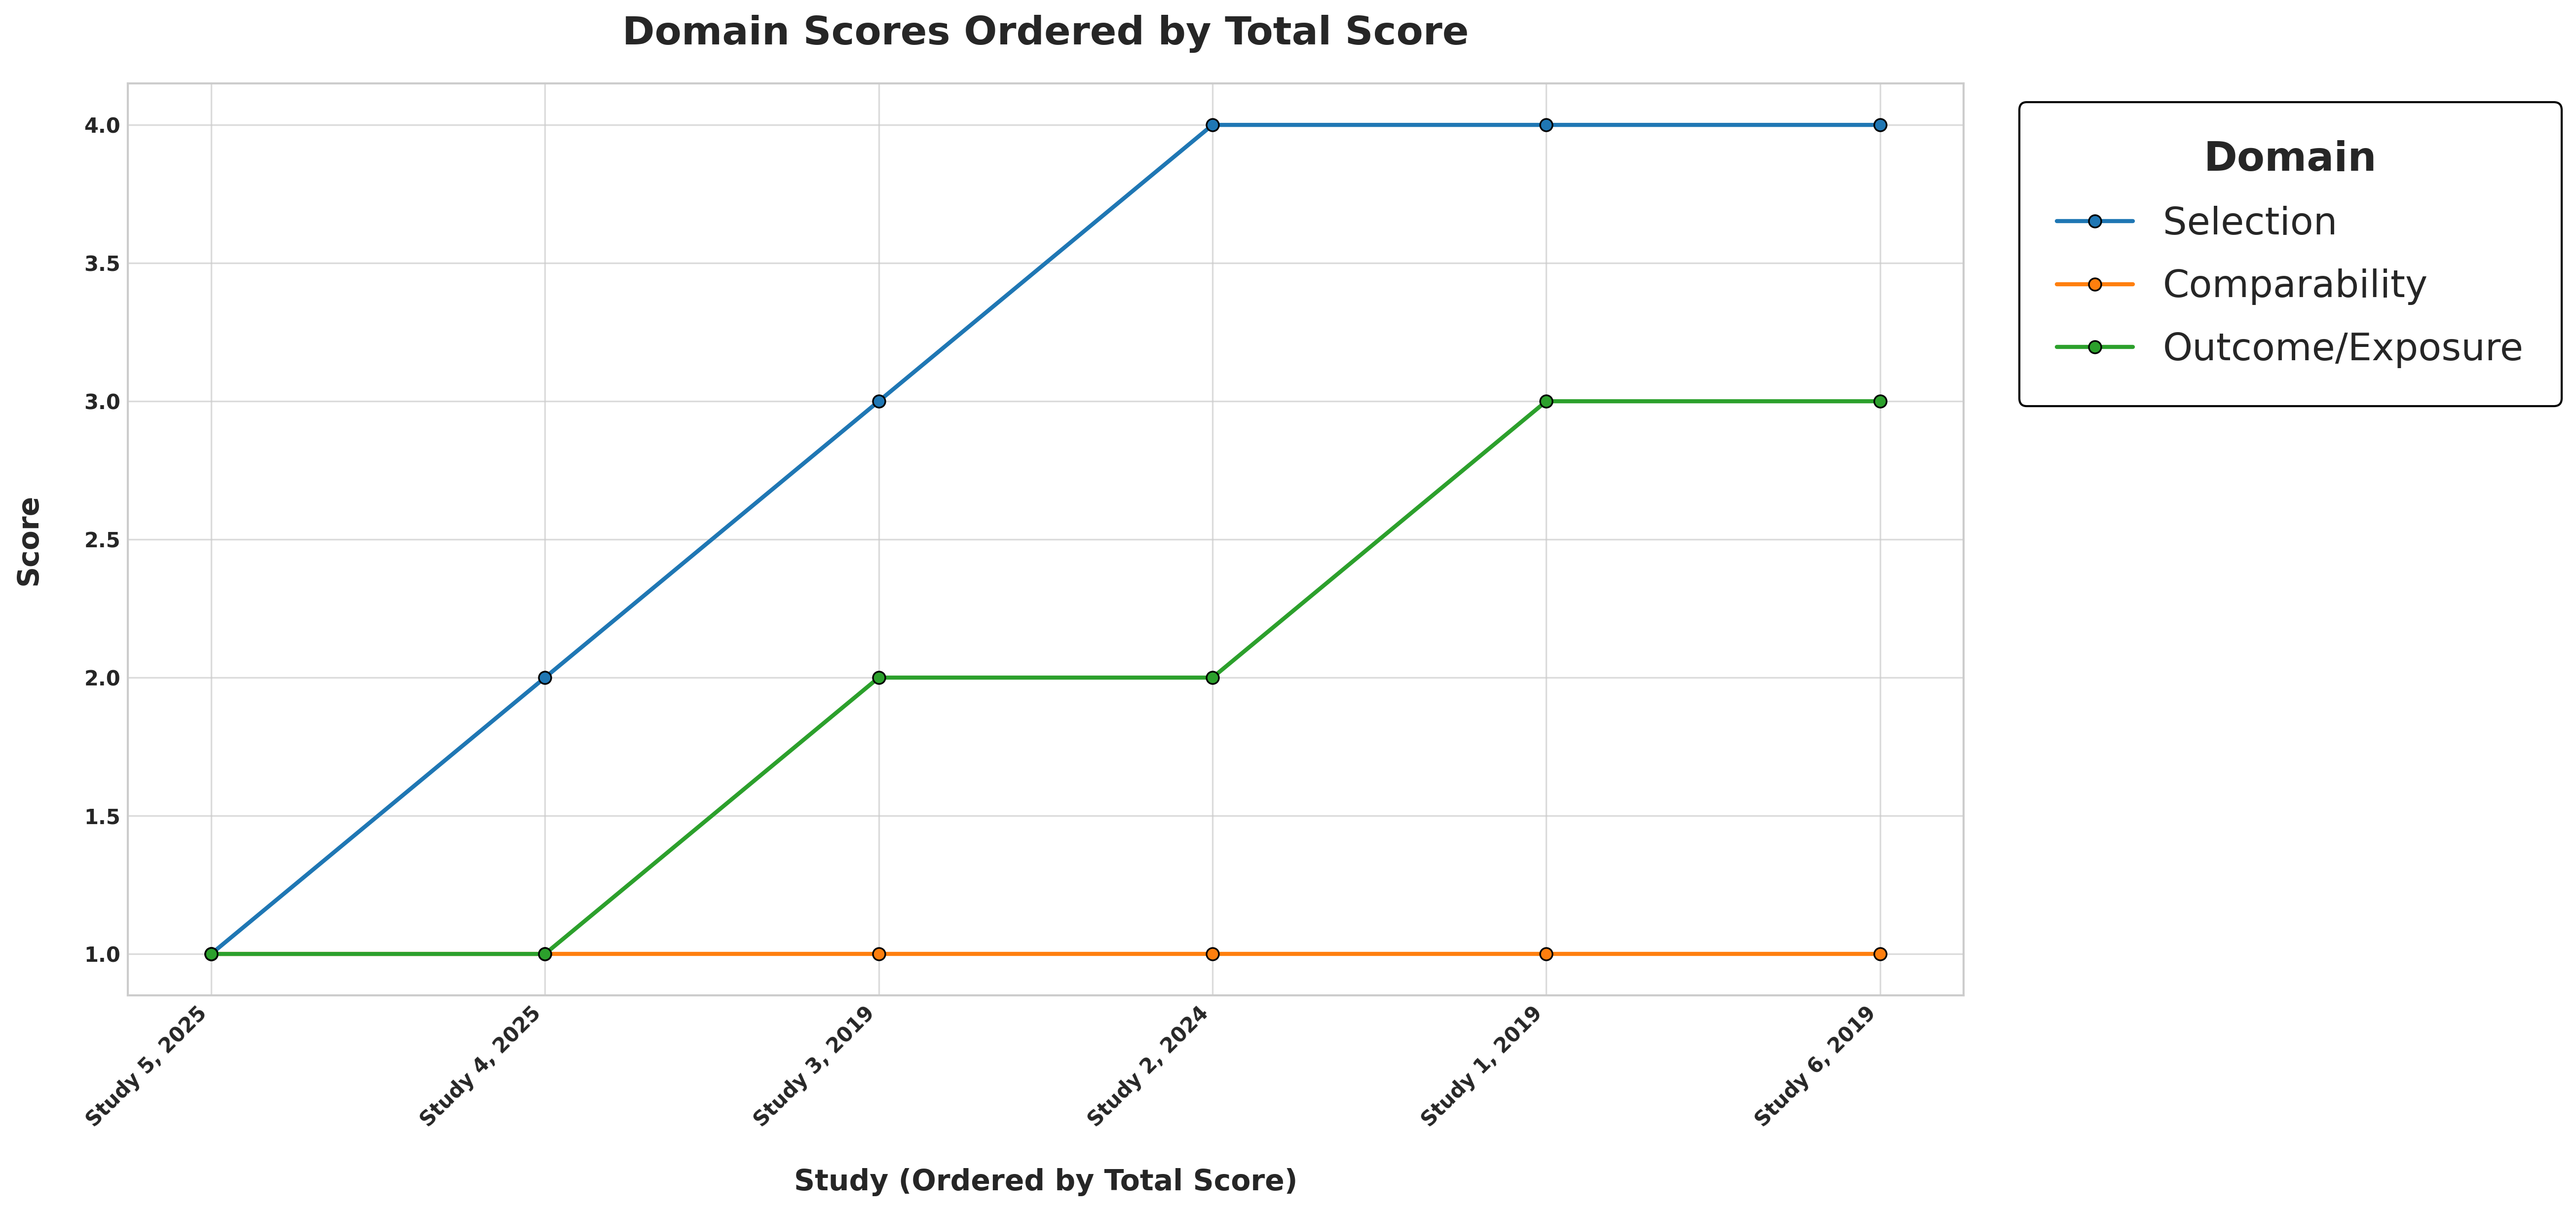 Domain Scores Ordered by Total Score
4.0
3.5
3.0
2.5
2.0
1.5
1.0
Score
Study 5, 2025
Study 4, 2025
Study 3, 2019
Study 2, 2024
Study 1, 2019
Study 6, 2019
Study (Ordered by Total Score)
Domain
Selection
Comparability
Outcome/Exposure